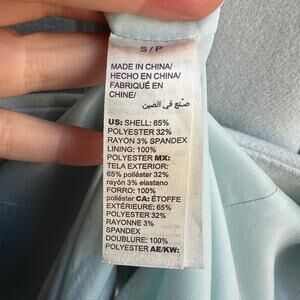 S/P
MADE IN CHINA/
HECHO EN CHINA/
FABRIQUÉ EN
CHINE/
صُنع في الصين
US: SHELL: 65%
POLYESTER 32%
RAYON 3% SPANDEX
LINING: 100%
POLYESTER MX:
TELA EXTERIOR:
65% poliéster 32%
rayón 3% elastano
FORRO: 100%
poliéster CA: ÉTOFFE
EXTÉRIEURE: 65%
POLYESTER 32%
RAYONNE 3%
SPANDEX
DOUBLURE: 100%
POLYESTER AE/KW: